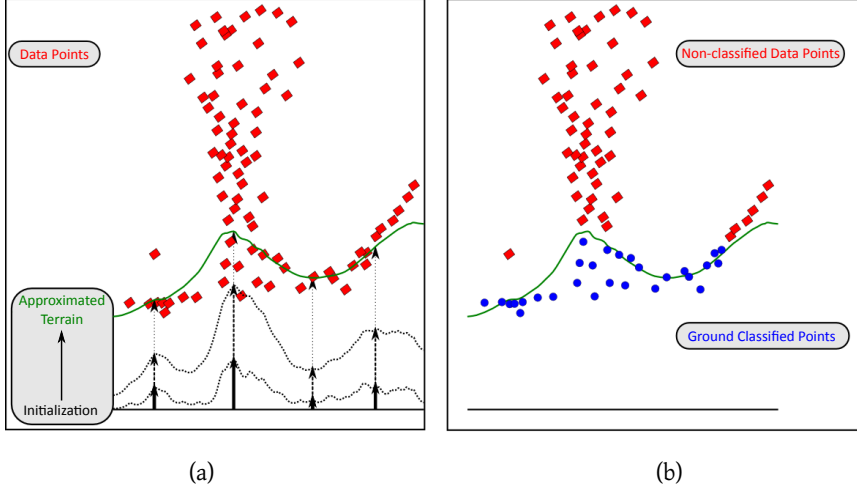 Data Points
Approximated
Terrain
Initialization
(a)
Non-classified Data Points
Ground Classified Points
(b)